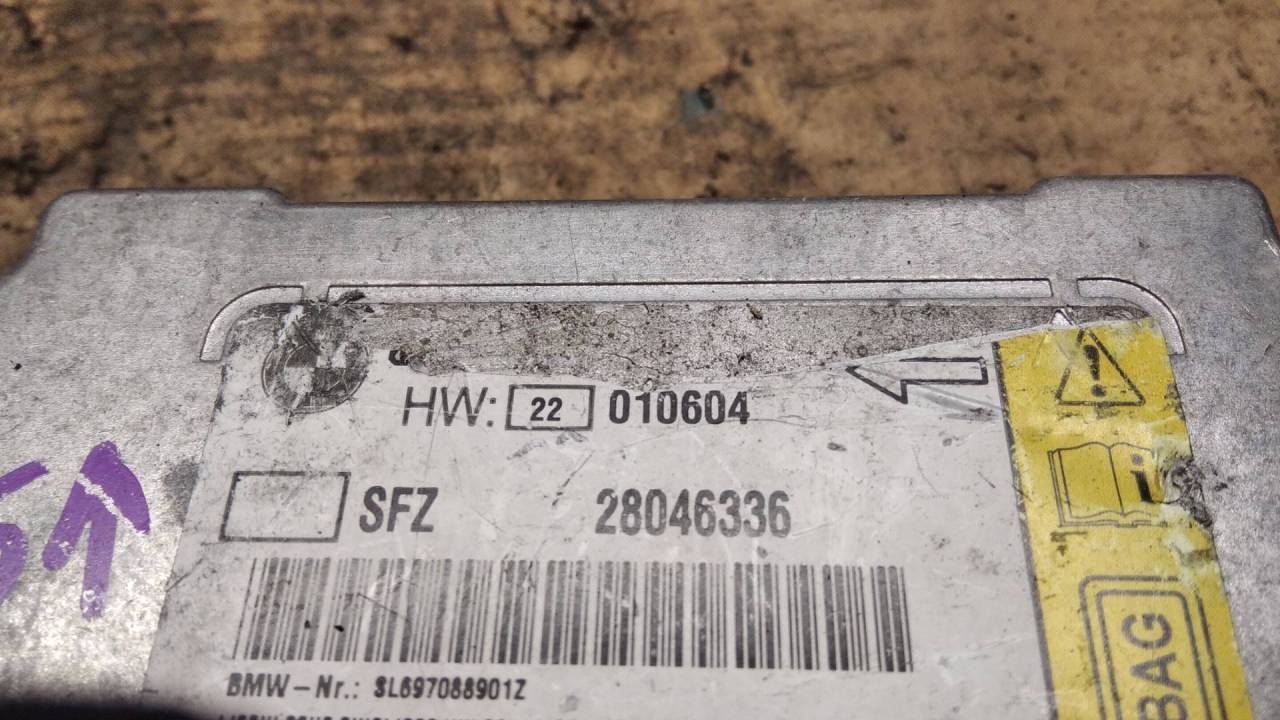 HW: 22 010604
SFZ 28046336
BMW-Nr.: SL697088901Z
BAG